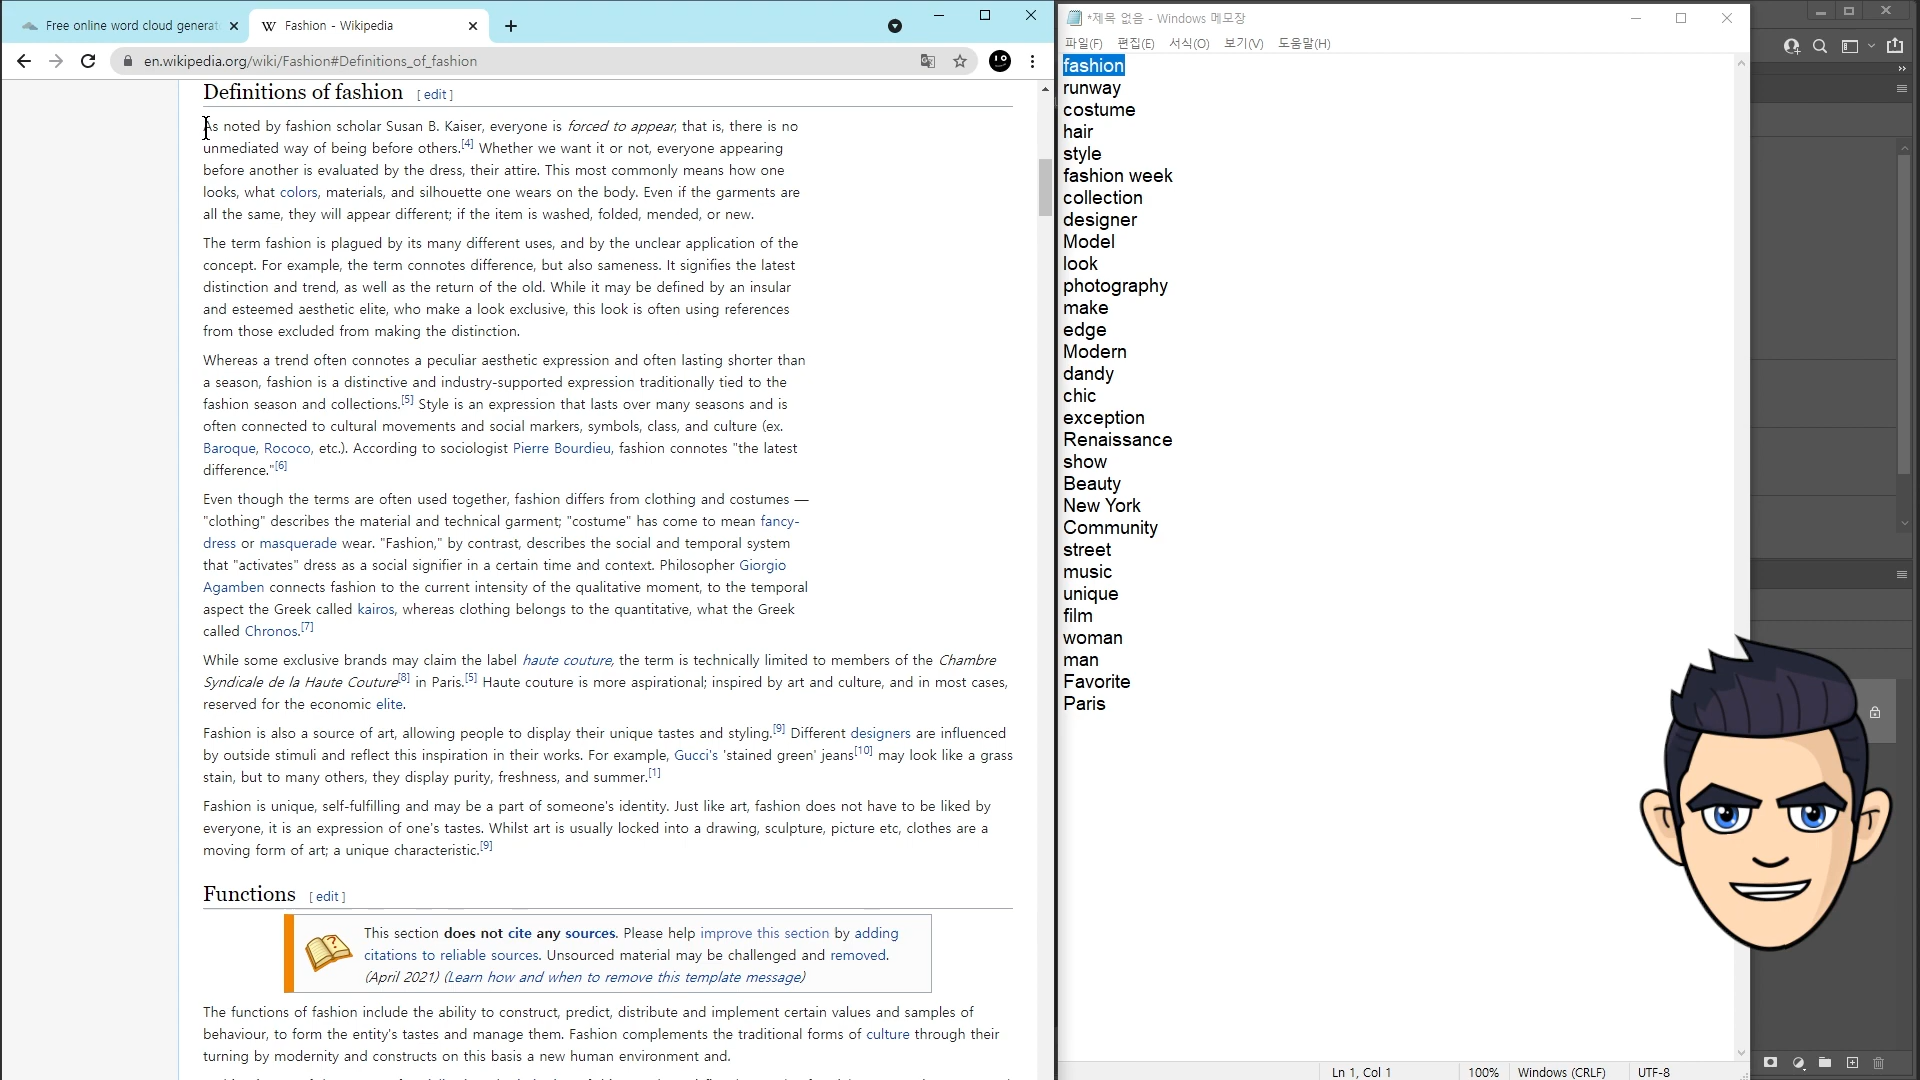 Free online word cloud generat
Fashion - Wikipedia
en.wikipedia.org/wiki/Fashion#Definitions_of_fashion
Definitions of fashion [ edit ]
As noted by fashion scholar Susan B. Kaiser, everyone is forced to appear, that is, there is no
unmediated way of being before others.[4] Whether we want it or not, everyone appearing
before another is evaluated by the dress, their attire. This most commonly means how one
looks, what colors, materials, and silhouette one wears on the body. Even if the garments are
all the same, they will appear different; if the item is washed, folded, mended, or new.
The term fashion is plagued by its many different uses, and by the unclear application of the
concept. For example, the term connotes difference, but also sameness. It signifies the latest
distinction and trend, as well as the return of the old. While it may be defined by an insular
and esteemed aesthetic elite, who make a look exclusive, this look is often using references
from those excluded from making the distinction.
Whereas a trend often connotes a peculiar aesthetic expression and often lasting shorter than
a season, fashion is a distinctive and industry-supported expression traditionally tied to the
fashion season and collections.[5] Style is an expression that lasts over many seasons and is
often connected to cultural movements and social markers, symbols, class, and culture (ex.
Baroque, Rococo, etc.). According to sociologist Pierre Bourdieu, fashion connotes "the latest
difference."[6]
Even though the terms are often used together, fashion differs from clothing and costumes —
"clothing" describes the material and technical garment; "costume" has come to mean fancy-
dress or masquerade wear. "Fashion," by contrast, describes the social and temporal system
that "activates" dress as a social signifier in a certain time and context. Philosopher Giorgio
Agamben connects fashion to the current intensity of the qualitative moment, to the temporal
aspect the Greek called kairos, whereas clothing belongs to the quantitative, what the Greek
called Chronos.[7]
While some exclusive brands may claim the label haute couture, the term is technically limited to members of the Chambre
Syndicale de la Haute Couture[8] in Paris.[5] Haute couture is more aspirational; inspired by art and culture, and in most cases,
reserved for the economic elite.
Fashion is also a source of art, allowing people to display their unique tastes and styling.[9] Different designers are influenced
by outside stimuli and reflect this inspiration in their works. For example, Gucci's 'stained green' jeans[10] may look like a grass
stain, but to many others, they display purity, freshness, and summer.[1]
Fashion is unique, self-fulfilling and may be a part of someone's identity. Just like art, fashion does not have to be liked by
everyone, it is an expression of one's tastes. Whilst art is usually locked into a drawing, sculpture, picture etc, clothes are a
moving form of art; a unique characteristic.[9]
Functions [ edit ]
This section does not cite any sources. Please help improve this section by adding
citations to reliable sources. Unsourced material may be challenged and removed.
(April 2021) (Learn how and when to remove this template message)
The functions of fashion include the ability to construct, predict, distribute and implement certain values and samples of
behaviour, to form the entity's tastes and manage them. Fashion complements the traditional forms of culture through their
turning by modernity and constructs on this basis a new human environment and.
*제목 없음 - Windows 메모장
파일(F) 편집(E) 서식(O) 보기(V) 도움말(H)
fashion
runway
costume
hair
style
fashion week
collection
designer
Model
look
photography
make
edge
Modern
dandy
chic
exception
Renaissance
show
Beauty
New York
Community
street
music
unique
film
woman
man
Favorite
Paris
Ln 1, Col 1
100%
Windows (CRLF)
UTF-8